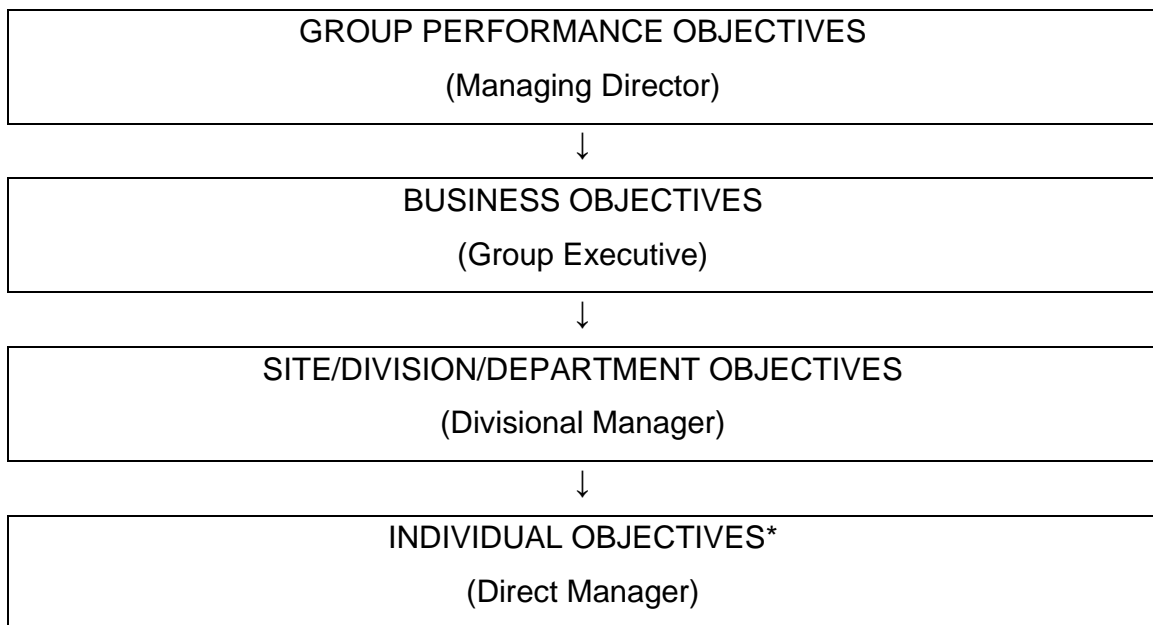 GROUP PERFORMANCE OBJECTIVES
(Managing Director)
↓
BUSINESS OBJECTIVES
(Group Executive)
↓
SITE/DIVISION/DEPARTMENT OBJECTIVES
(Divisional Manager)
↓
INDIVIDUAL OBJECTIVES*
(Direct Manager)